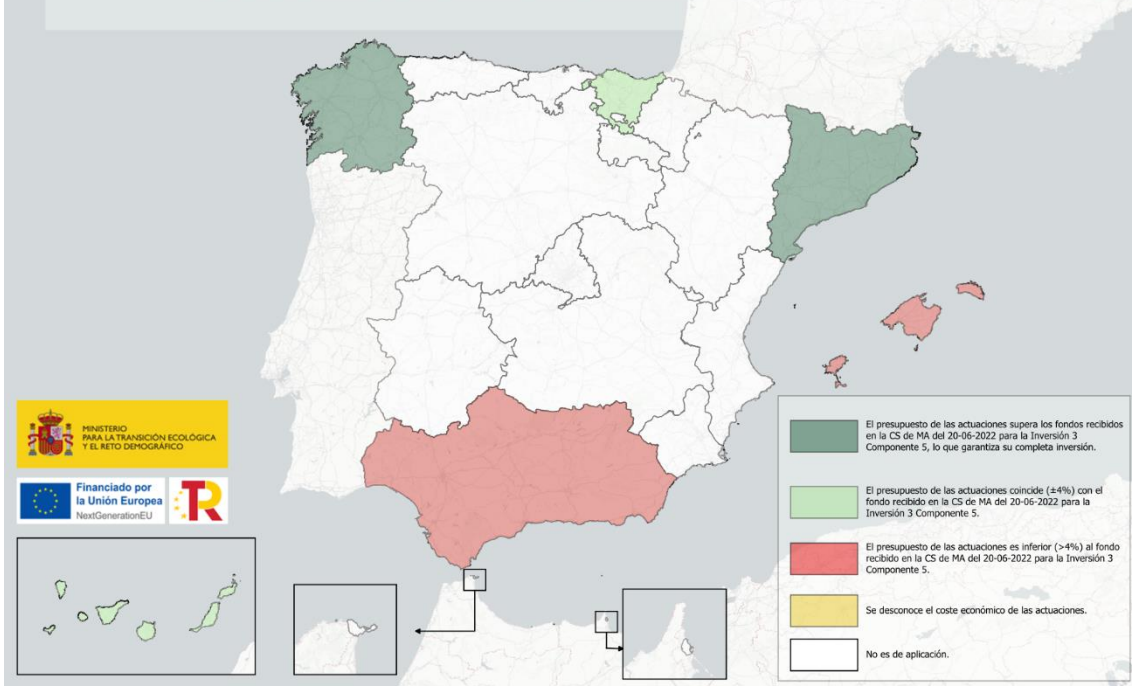 El presupuesto de las actuaciones supera los fondos recibidos
en la CS de MA del 20-06-2022 para la Inversión 3
Componente 5, lo que garantiza su completa inversión.
El presupuesto de las actuaciones coincide (±4%) con el
fondo recibido en la CS de MA del 20-06-2022 para la
Inversión 3 Componente 5.
El presupuesto de las actuaciones es inferior (>4%) al fondo
recibido en la CS de MA del 20-06-2022 para la Inversión 3
Componente 5.
Se desconoce el coste económico de las actuaciones.
No es de aplicación.
MINISTERIO
PARA LA TRANSICIÓN ECOLÓGICA
Y EL RETO DEMOGRÁFICO
Financiado por
la Unión Europea
NextGenerationEU
TR